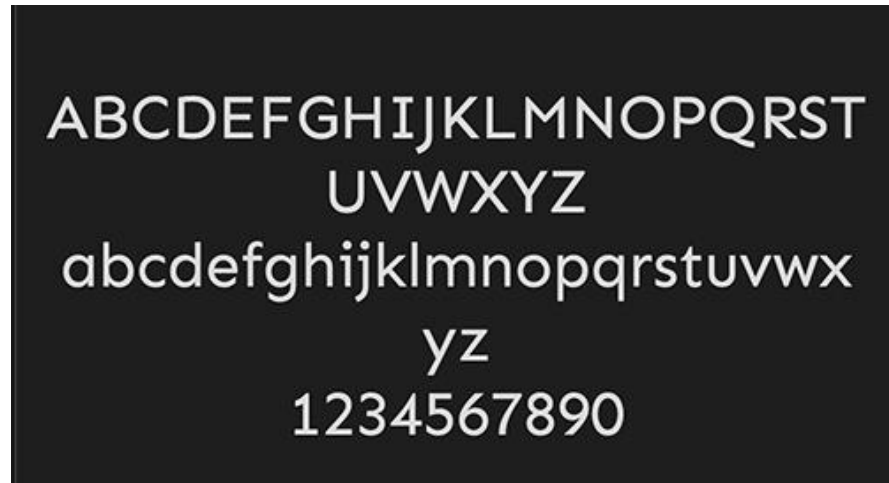 ABCDEFGHIJKLMNOPQRST
UVWXYZ
abcdefghijklmnopqrstuvwx
yz
1234567890